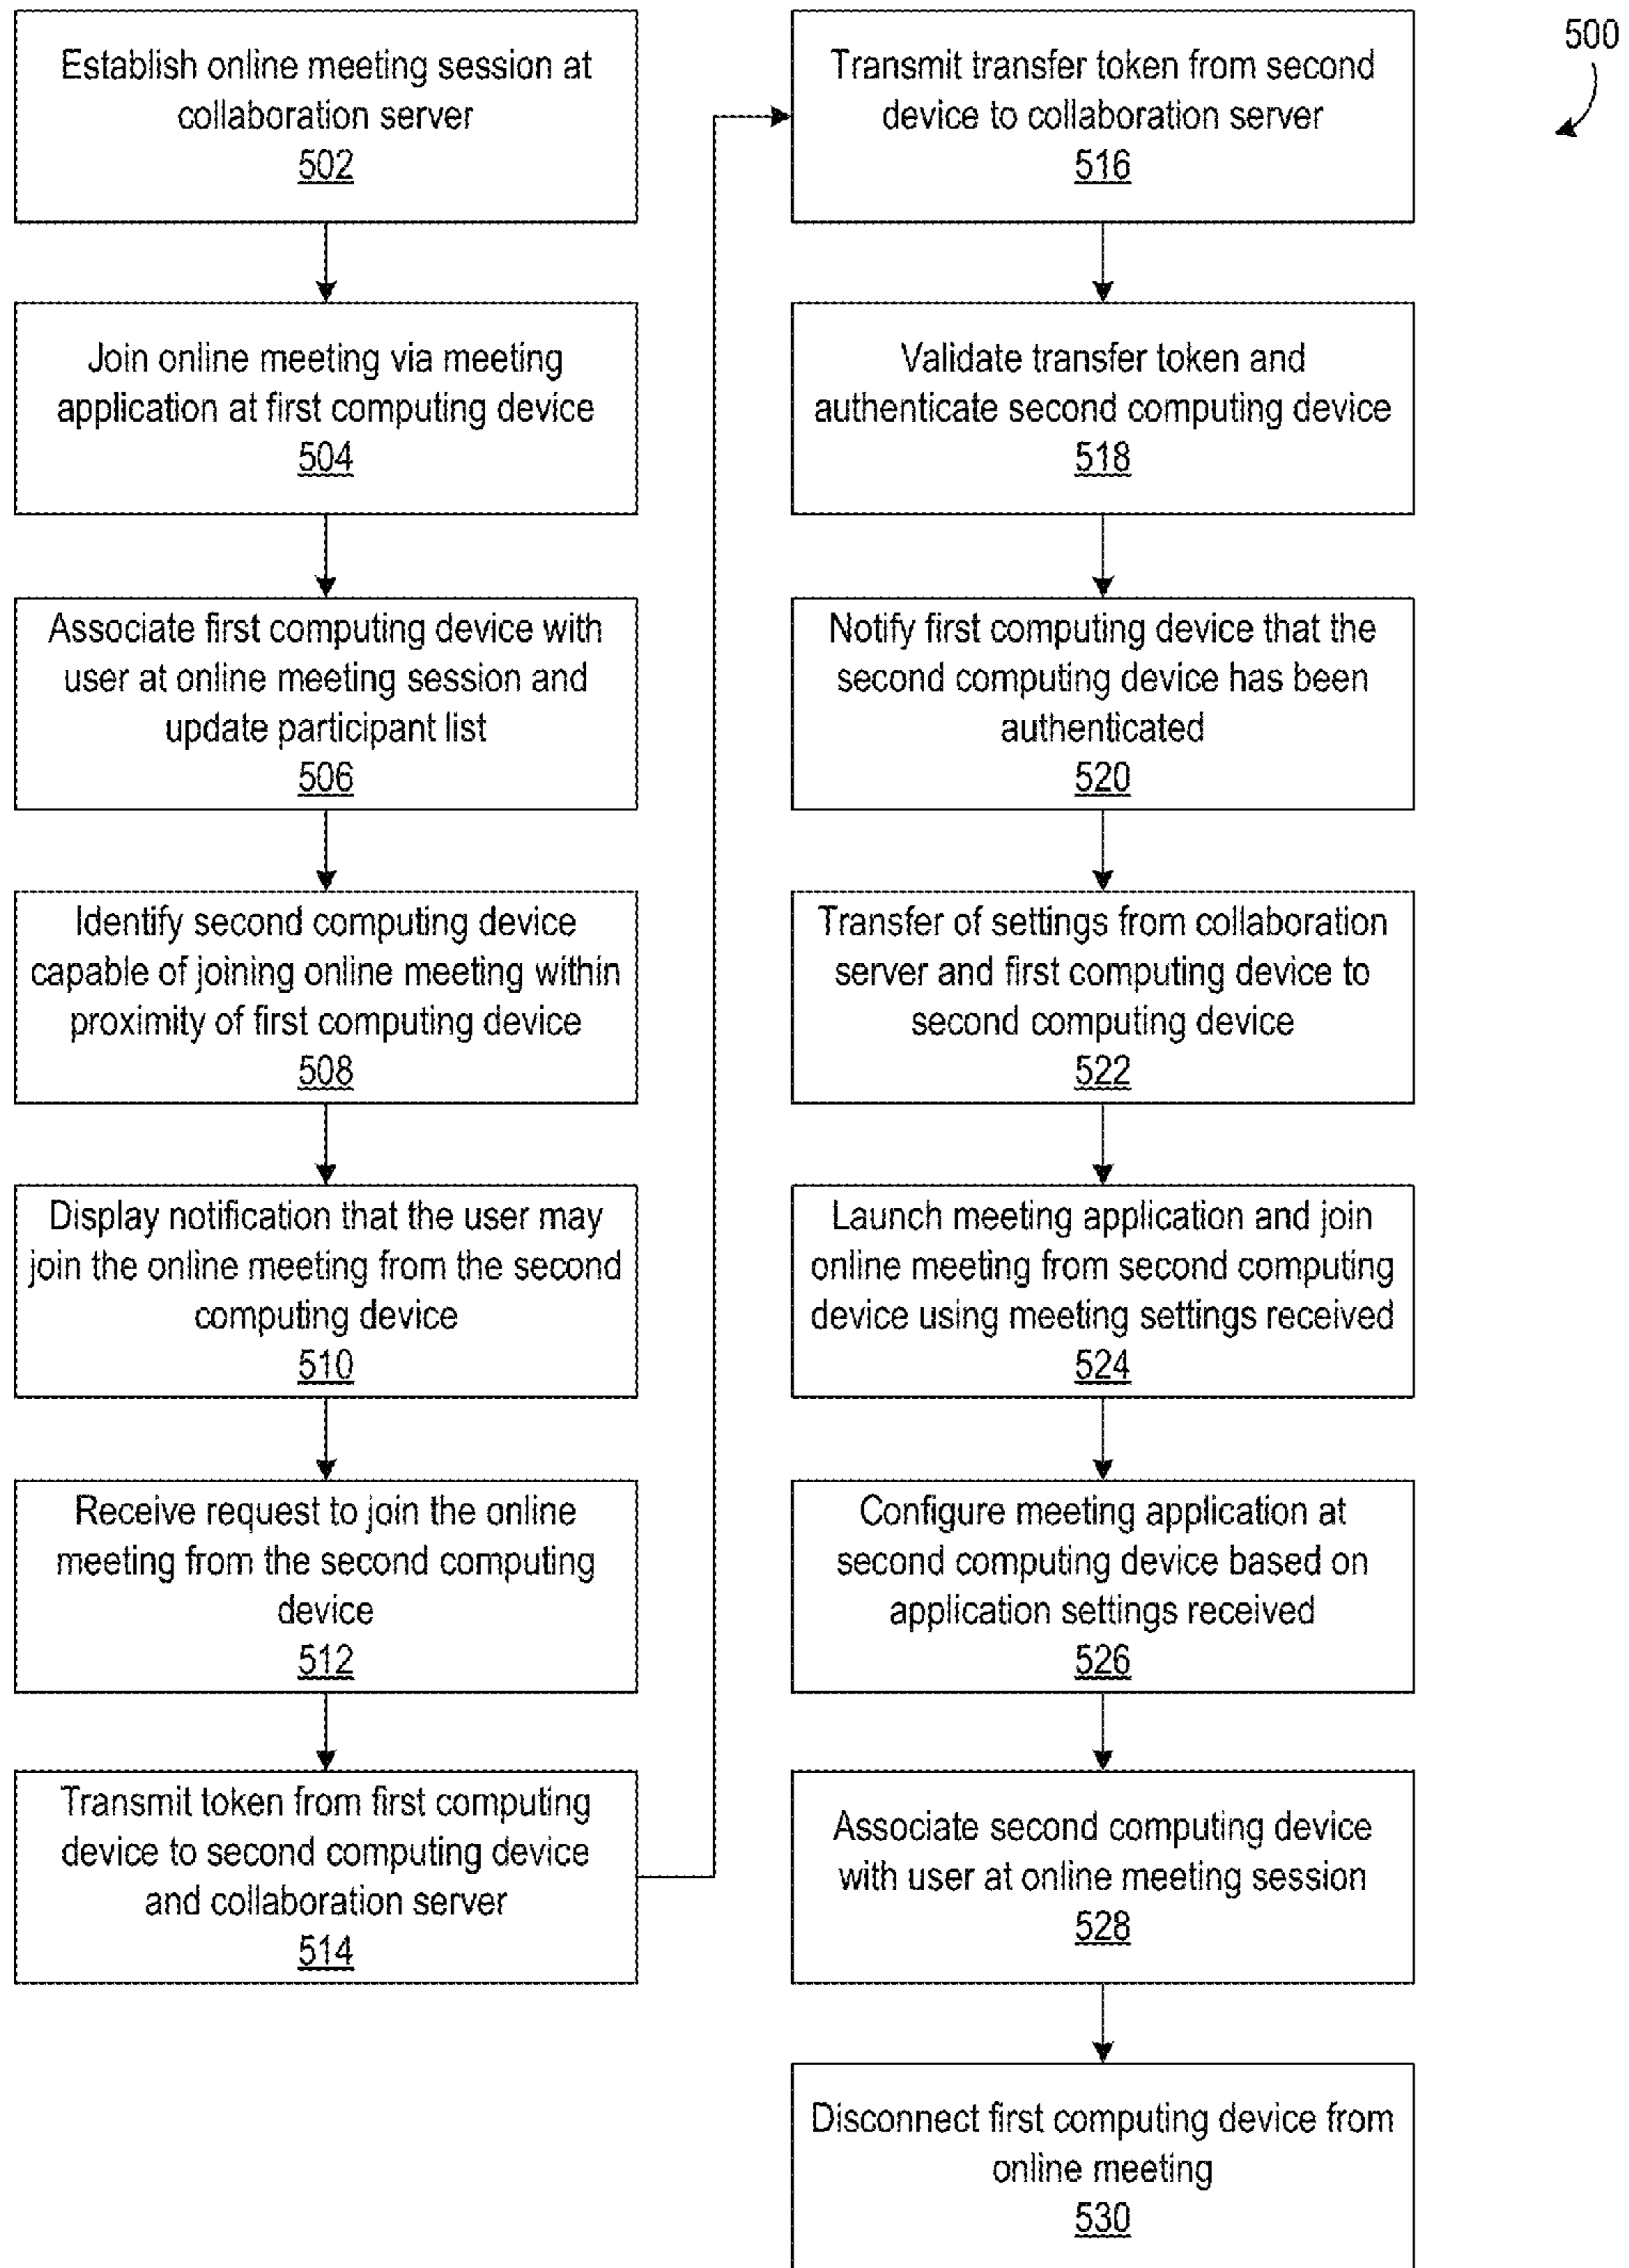 Establish online meeting session at
collaboration server
502
Join online meeting via meeting
application at first computing device
504
Associate first computing device with
user at online meeting session and
update participant list
506
Identify second computing device
capable of joining online meeting within
proximity of first computing device
508
Display notification that the user may
join the online meeting from the second
computing device
510
Receive request to join the online
meeting from the second computing
device
512
Transmit token from first computing
device to second computing device
and collaboration server
514
Transmit transfer token from second
device to collaboration server
516
Validate transfer token and
authenticate second computing device
518
Notify first computing device that the
second computing device has been
authenticated
520
Transfer of settings from collaboration
server and first computing device to
second computing device
522
Launch meeting application and join
online meeting from second computing
device using meeting settings received
524
Configure meeting application at
second computing device based on
application settings received
526
Associate second computing device
with user at online meeting session
528
Disconnect first computing device from
online meeting
530
500